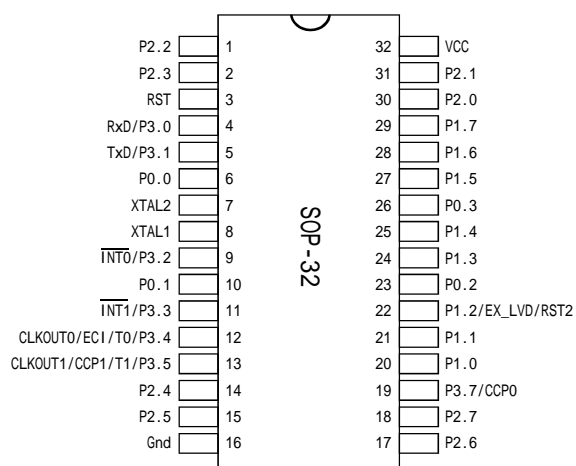 P2.2 1 32 VCC
P2.3 2 31 P2.1
RST 3 30 P2.0
RxD/P3.0 4 29 P1.7
TxD/P3.1 5 28 P1.6
P0.0 6 27 P1.5
XTAL2 7 26 P0.3
XTAL1 8 25 P1.4
INT0/P3.2 9 24 P1.3
P0.1 10 23 P0.2
INT1/P3.3 11 22 P1.2/EX_LVD/RST2
CLKOUT0/ECI/T0/P3.4 12 21 P1.1
CLKOUT1/CCP1/T1/P3.5 13 20 P1.0
P2.4 14 19 P3.7/CCP0
P2.5 15 18 P2.7
Gnd 16 17 P2.6
SOP-32